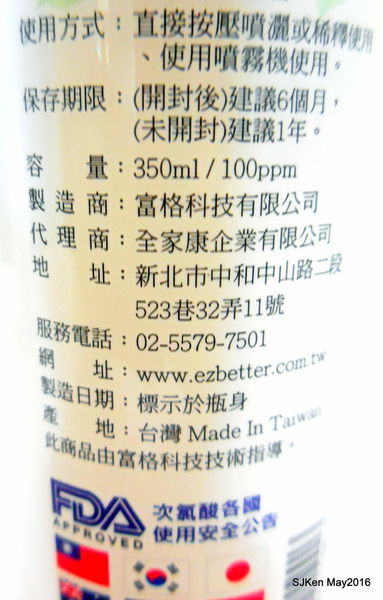 使用方式：直接按壓噴灑或稀釋使用
、使用噴霧機使用。
保存期限：(開封後)建議6個月，
(未開封)建議1年。
容 量：350ml / 100ppm
製 造 商：富格科技有限公司
代 理 商：全家康企業有限公司
地 址：新北市中和中山路二段
523巷32弄11號
服務電話：02-5579-7501
網 址：www.ezbetter.com.tw
製造日期：標示於瓶身
產 地：台灣 Made In Taiwan
此商品由富格科技技術指導。
FDA
APPROVED
次氯酸各國
使用安全公告
SJKen May2016